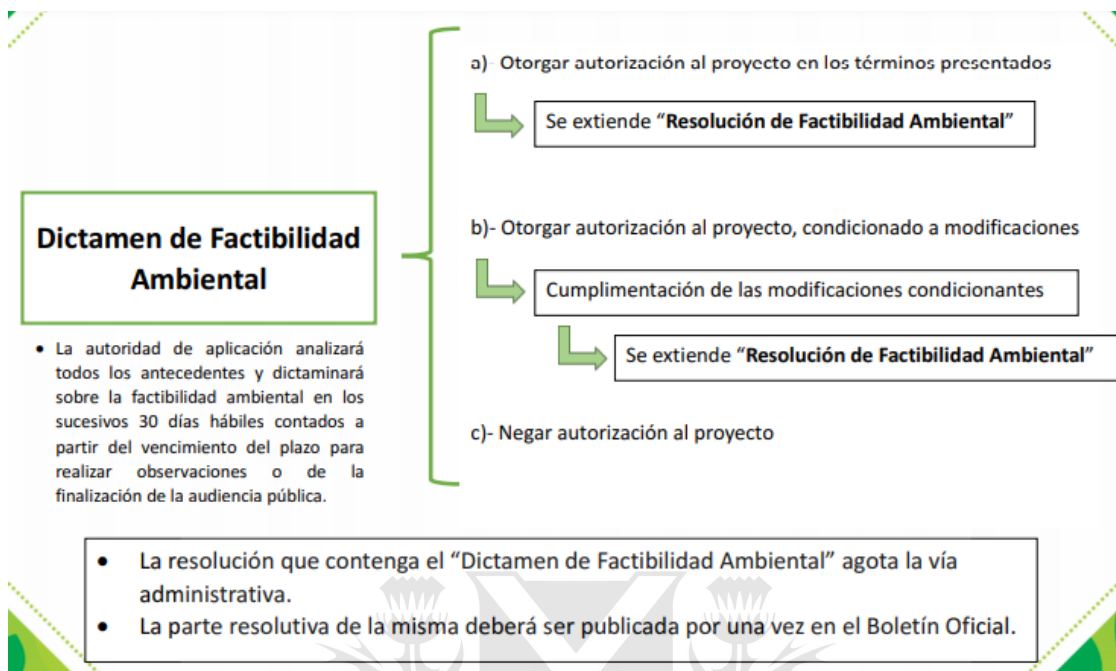 a)- Otorgar autorización al proyecto en los términos presentados
Se extiende “Resolución de Factibilidad Ambiental”
Dictamen de Factibilidad
Ambiental
b)- Otorgar autorización al proyecto, condicionado a modificaciones
Cumplimentación de las modificaciones condicionantes
Se extiende “Resolución de Factibilidad Ambiental”
• La autoridad de aplicación analizará
todos los antecedentes y dictaminará
sobre la factibilidad ambiental en los
sucesivos 30 días hábiles contados a
partir del vencimiento del plazo para
realizar observaciones o de la
finalización de la audiencia pública.
c)- Negar autorización al proyecto
• La resolución que contenga el “Dictamen de Factibilidad Ambiental” agota la vía
administrativa.
• La parte resolutiva de la misma deberá ser publicada por una vez en el Boletín Oficial.